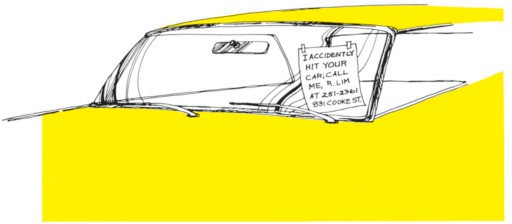 I ACCIDENTLY
HIT YOUR
CAR; CALL
ME, R. LIM
AT 251-2361
831 COOKE ST.